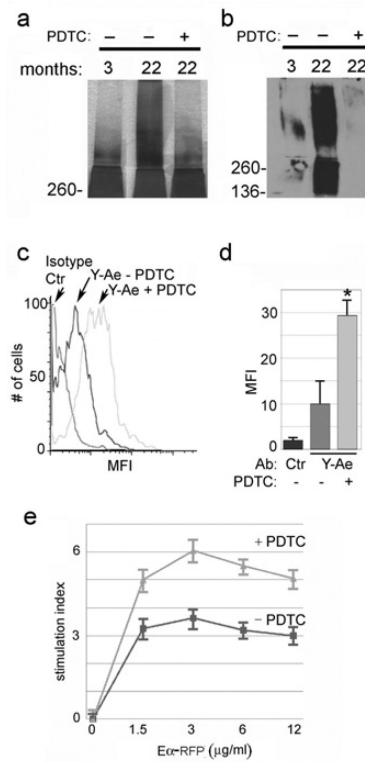 a
PDTC: – – +
months: 3 22 22
260-
b
PDTC: – – +
3 22 22
260-
136-
c
Isotype
Ctr
Y-Ae - PDTC
Y-Ae + PDTC
100
50
0
# of cells
MFI
d
30
20
10
0
MFI
*
Ab: Ctr Y-Ae
PDTC: - - +
e
6
3
0
stimulation index
+ PDTC
– PDTC
0 1.5 3 6 12
Eα-RFP (µg/ml)